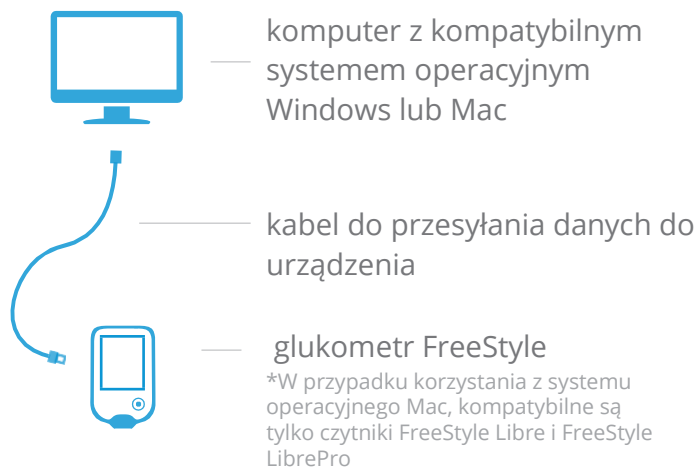 komputer z kompatybilnym
systemem operacyjnym
Windows lub Mac
kabel do przesyłania danych do
urządzenia
glukometr FreeStyle
*W przypadku korzystania z systemu
operacyjnego Mac, kompatybilne są
tylko czytniki FreeStyle Libre i FreeStyle
LibrePro